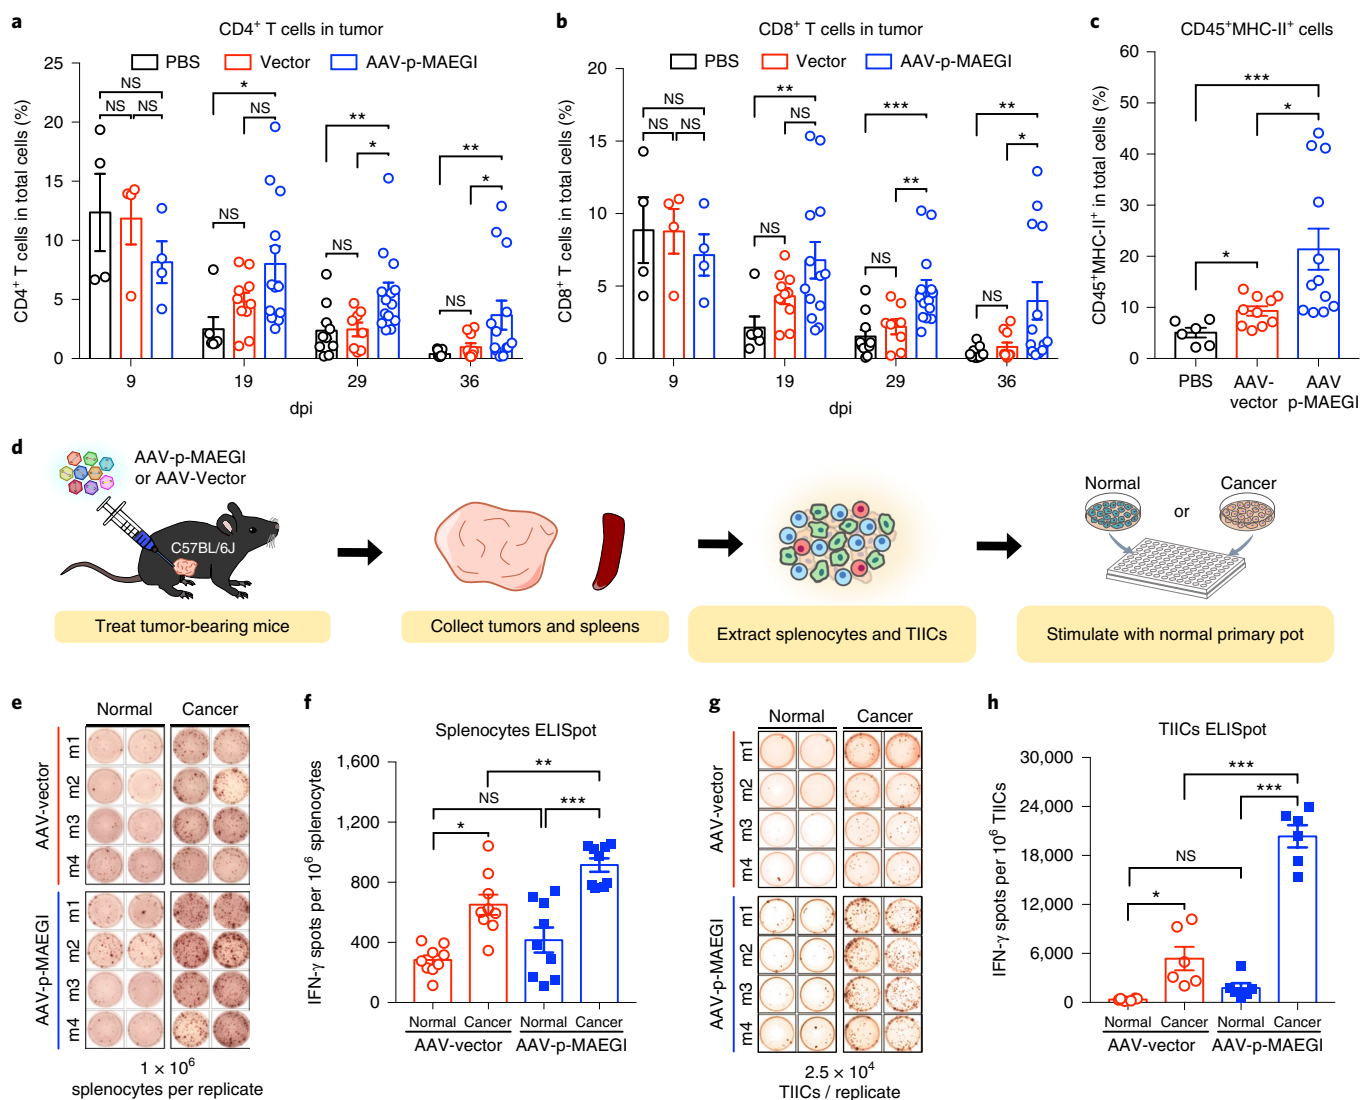 a
CD4⁺ T cells in tumor
PBS Vector AAV-p-MAEGI
CD4⁺ T cells in total cells (%)
25
20
15
10
5
0
NS
NS NS
*
NS
NS
**
*
NS
**
*
NS
9 19 29 36
dpi
b
CD8⁺ T cells in tumor
PBS Vector AAV-p-MAEGI
CD8⁺ T cells in total cells (%)
20
15
10
5
0
NS
NS NS
**
NS
NS
***
**
NS
**
*
NS
9 19 29 36
dpi
c
CD45⁺MHC-II⁺ cells
CD45⁺MHC-II⁺ in total cells (%)
60
50
40
30
20
10
0
***
*
*
PBS AAV-vector AAV p-MAEGI
d
AAV-p-MAEGI
or AAV-Vector
C57BL/6J
Normal or Cancer
Treat tumor-bearing mice
Collect tumors and spleens
Extract splenocytes and TIICs
Stimulate with normal primary pot
e
Normal Cancer
AAV-vector
m1
m2
m3
m4
AAV-p-MAEGI
m1
m2
m3
m4
1 × 10⁶
splenocytes per replicate
f
Splenocytes ELISpot
IFN-γ spots per 10⁶ splenocytes
1,600
1,200
800
400
0
**
NS ***
*
Normal Cancer Normal Cancer
AAV-vector AAV-p-MAEGI
g
Normal Cancer
AAV-vector
m1
m2
m3
m4
AAV-p-MAEGI
m1
m2
m3
m4
2.5 × 10⁴
TIICs / replicate
h
TIICs ELISpot
IFN-γ spots per 10⁶ TIICs
30,000
24,000
18,000
12,000
6,000
0
***
***
NS
*
Normal Cancer Normal Cancer
AAV-vector AAV-p-MAEGI